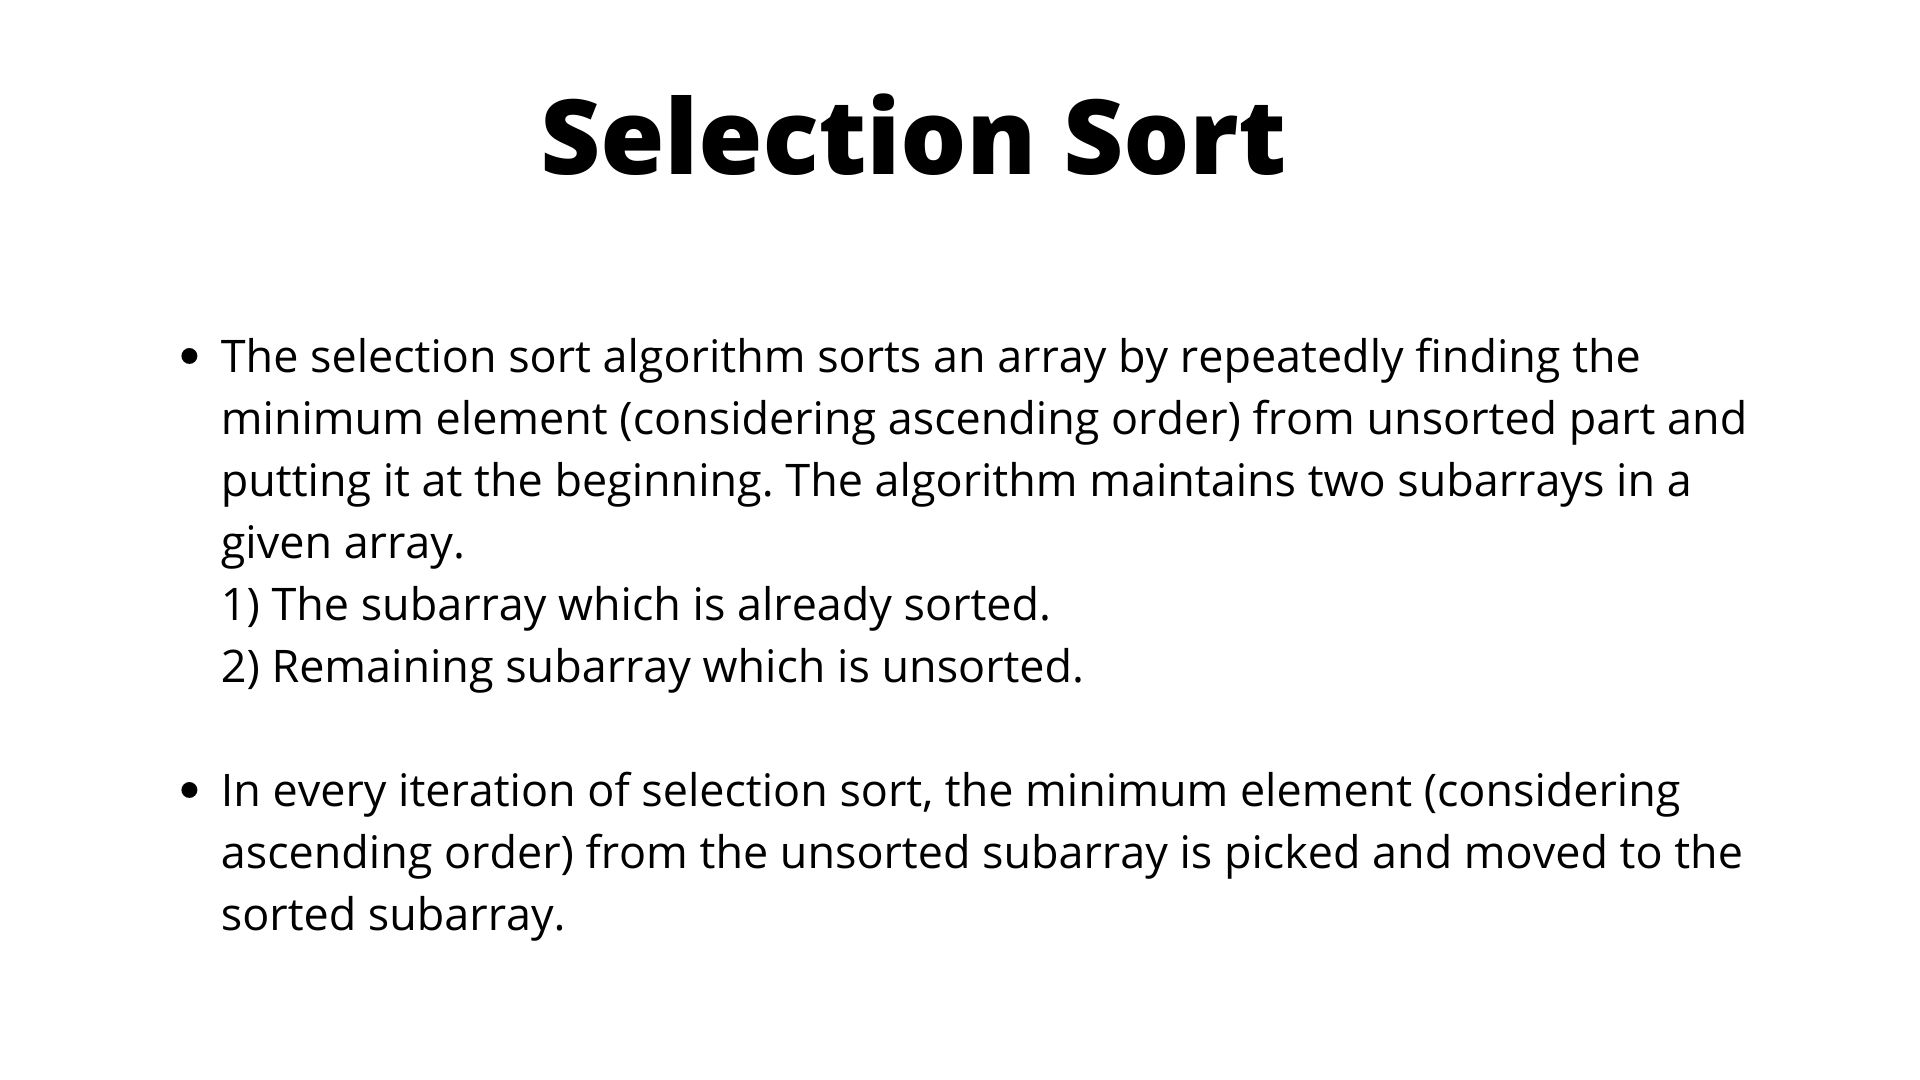 Selection Sort
• The selection sort algorithm sorts an array by repeatedly finding the
minimum element (considering ascending order) from unsorted part and
putting it at the beginning. The algorithm maintains two subarrays in a
given array.
1) The subarray which is already sorted.
2) Remaining subarray which is unsorted.
• In every iteration of selection sort, the minimum element (considering
ascending order) from the unsorted subarray is picked and moved to the
sorted subarray.